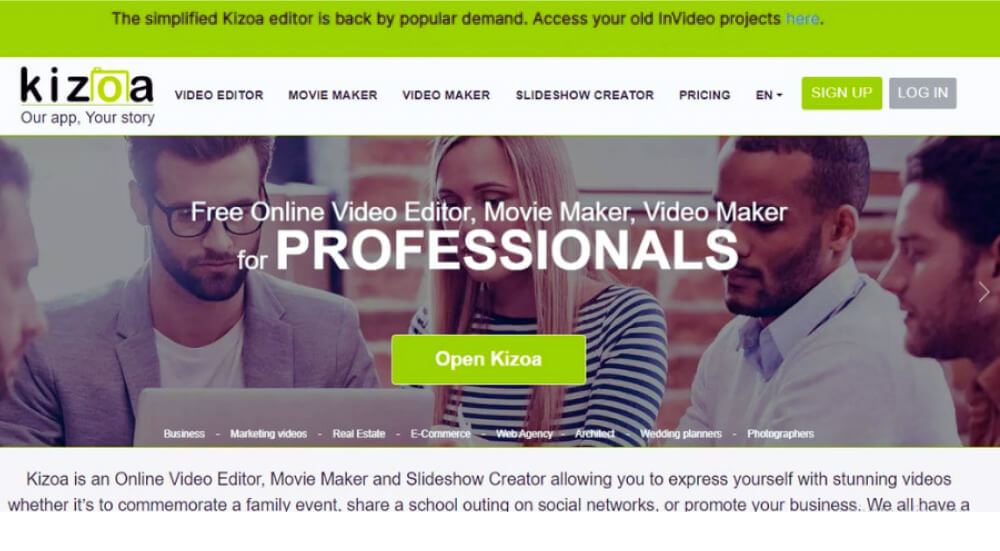 The simplified Kizoa editor is back by popular demand. Access your old InVideo projects here.
kizoa
Our app, Your story
VIDEO EDITOR MOVIE MAKER VIDEO MAKER SLIDESHOW CREATOR PRICING EN SIGN UP LOG IN
Free Online Video Editor, Movie Maker, Video Maker
for PROFESSIONALS
Open Kizoa
Business - Marketing videos - Real Estate - E-Commerce - Web Agency - Architect - Wedding planners - Photographers
Kizoa is an Online Video Editor, Movie Maker and Slideshow Creator allowing you to express yourself with stunning videos
whether it's to commemorate a family event, share a school outing on social networks, or promote your business. We all have a